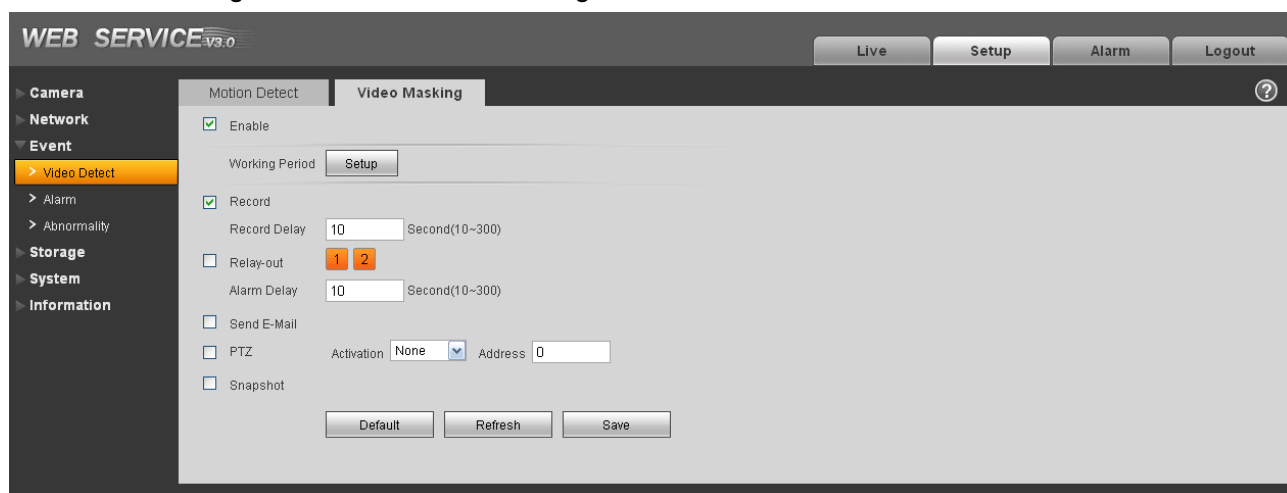 WEB SERVICE V3.0
Live Setup Alarm Logout
Camera
Network
Event
> Video Detect
> Alarm
> Abnormality
Storage
System
Information
Motion Detect Video Masking ?
Enable
Working Period Setup
Record
Record Delay 10 Second(10~300)
Relay-out 1 2
Alarm Delay 10 Second(10~300)
Send E-Mail
PTZ Activation None Address 0
Snapshot
Default Refresh Save